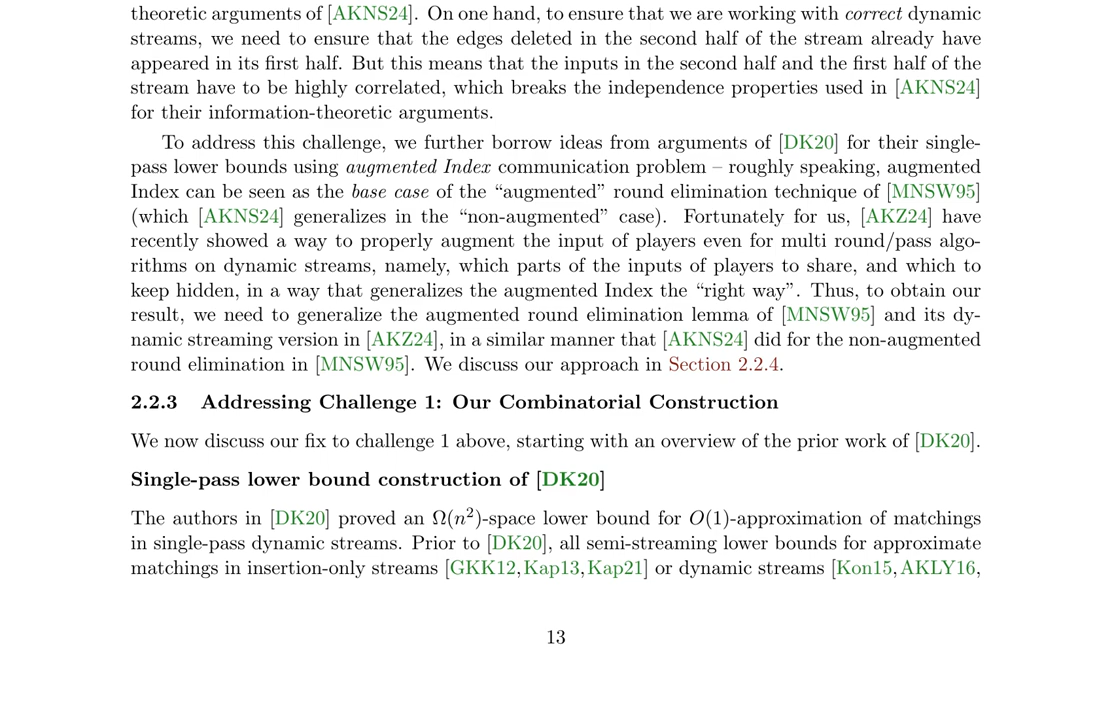 theoretic arguments of [AKNS24]. On one hand, to ensure that we are working with correct dynamic
streams, we need to ensure that the edges deleted in the second half of the stream already have
appeared in its first half. But this means that the inputs in the second half and the first half of the
stream have to be highly correlated, which breaks the independence properties used in [AKNS24]
for their information-theoretic arguments.
To address this challenge, we further borrow ideas from arguments of [DK20] for their single-
pass lower bounds using augmented Index communication problem – roughly speaking, augmented
Index can be seen as the base case of the “augmented” round elimination technique of [MNSW95]
(which [AKNS24] generalizes in the “non-augmented” case). Fortunately for us, [AKZ24] have
recently showed a way to properly augment the input of players even for multi round/pass algo-
rithms on dynamic streams, namely, which parts of the inputs of players to share, and which to
keep hidden, in a way that generalizes the augmented Index the “right way”. Thus, to obtain our
result, we need to generalize the augmented round elimination lemma of [MNSW95] and its dy-
namic streaming version in [AKZ24], in a similar manner that [AKNS24] did for the non-augmented
round elimination in [MNSW95]. We discuss our approach in Section 2.2.4.
2.2.3 Addressing Challenge 1: Our Combinatorial Construction
We now discuss our fix to challenge 1 above, starting with an overview of the prior work of [DK20].
Single-pass lower bound construction of [DK20]
The authors in [DK20] proved an Ω(n²)-space lower bound for O(1)-approximation of matchings
in single-pass dynamic streams. Prior to [DK20], all semi-streaming lower bounds for approximate
matchings in insertion-only streams [GKK12, Kap13, Kap21] or dynamic streams [Kon15, AKLY16,
13